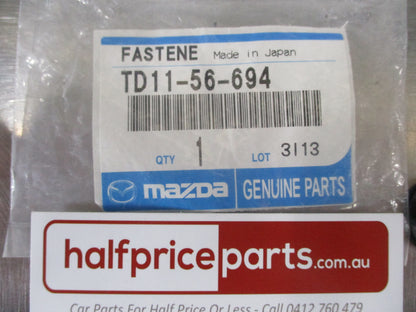 FASTENE Made in Japan
TD11-56-694
QTY 1 LOT 3113
mazda GENUINE PARTS
halfpriceparts.com.au
Car Parts For Half Price Or Less - Call 0412 760 479